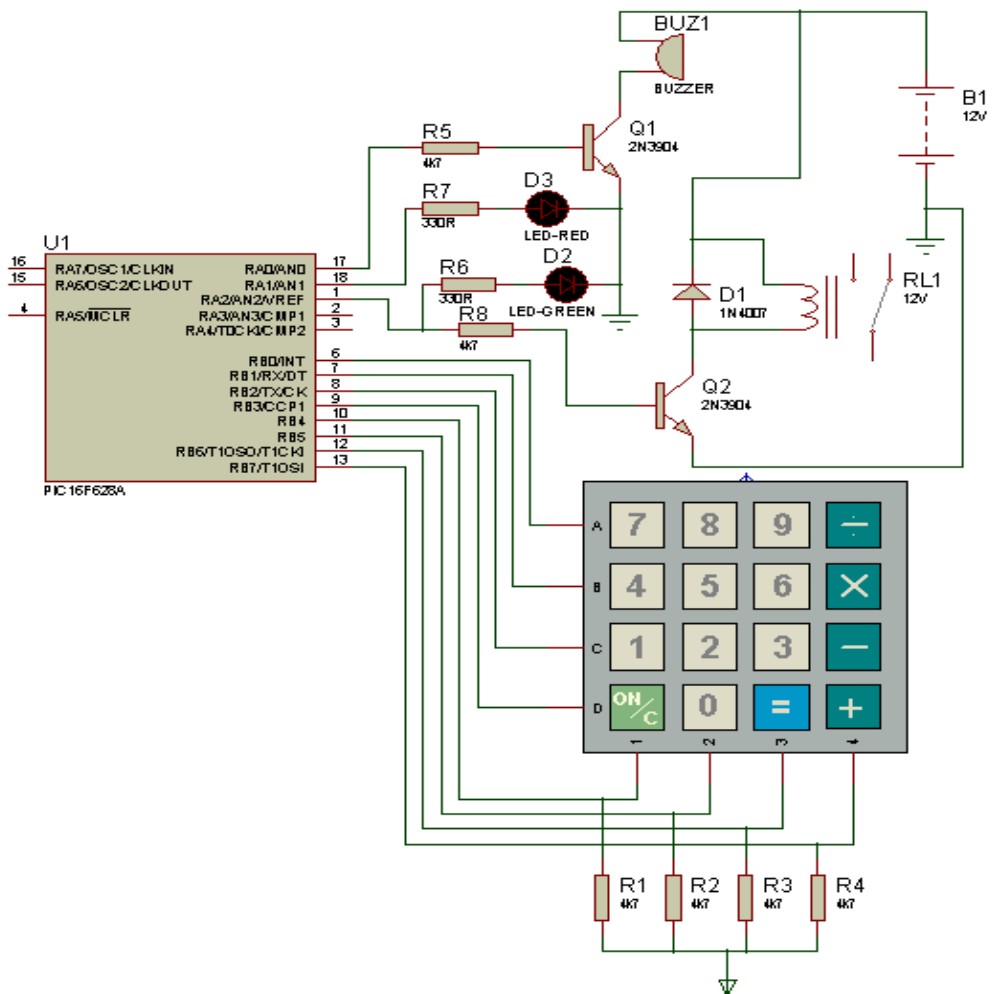 BUZ1
BUZZER
B1
12V
R5
4k7
Q1
2N3904
D3
R7
330R
LED-RED
U1
D2
R6
330R
LED-GREEN
R8
4k7
16 RA7/OSC1/CLKIN
15 RA6/OSC2/CLKOUT
4 RA5/MCLR
RA0/AN0 17
RA1/AN1 18
RA2/AN2/VREF 1
RA3/AN3/CMP1 2
RA4/T0CKI/CMP2 3
RB0/INT 6
RB1/RX/DT 7
RB2/TX/CK 8
RB3/CCP1 9
RB4 10
RB5 11
RB6/T1OSO/T1CKI 12
RB7/T1OSI 13
PIC16F628A
D1
1N4007
RL1
12V
Q2
2N3904
A 7 8 9 ÷
B 4 5 6 ×
C 1 2 3 −
D ON/C 0 = +
1 2 3 4
R1 R2 R3 R4
4k7 4k7 4k7 4k7